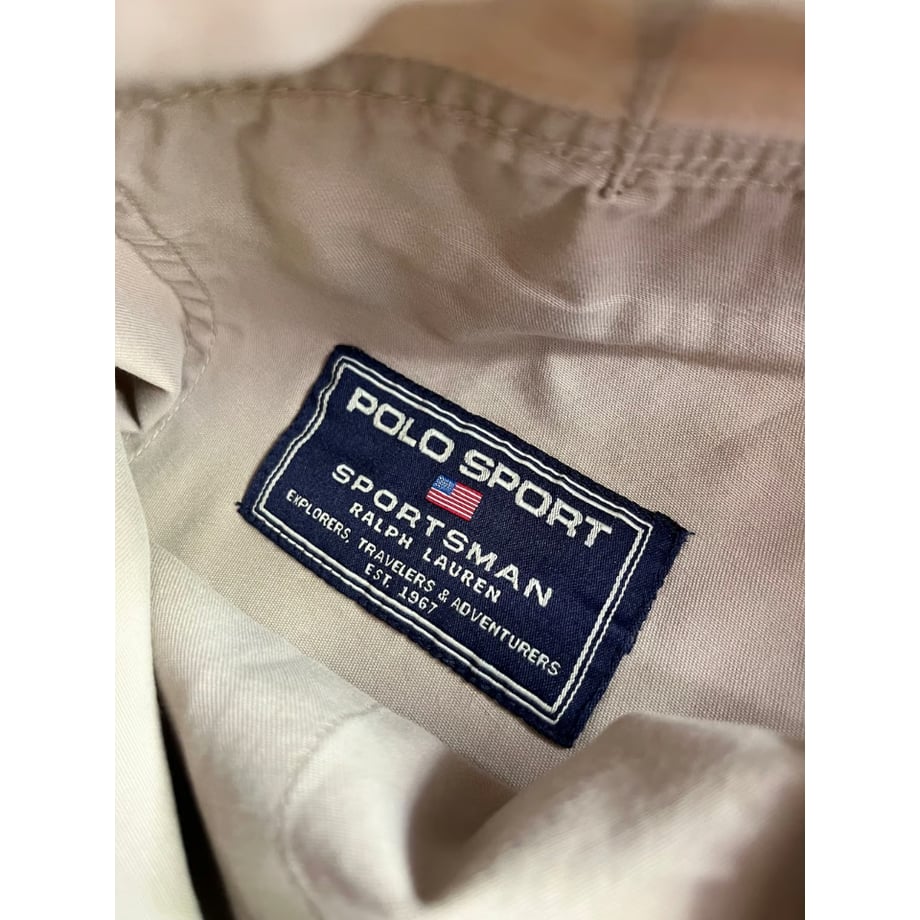 POLO SPORT
SPORTSMAN
RALPH LAUREN
EXPLORERS, TRAVELERS & ADVENTURERS
EST. 1967